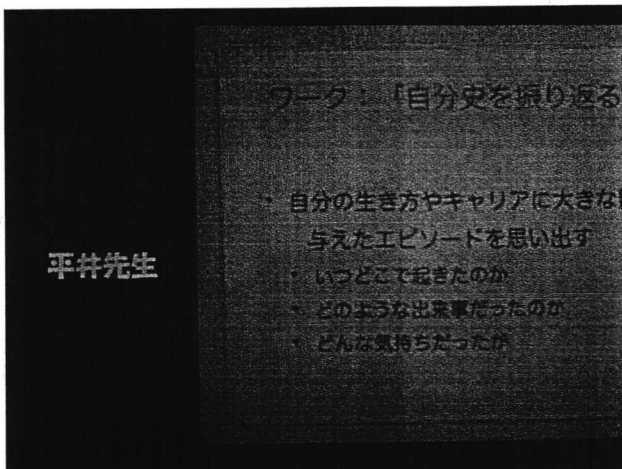 ワーク：「自分史を振り返る
・ 自分の生き方やキャリアに大きな
与えたエピソードを思い出す
・ いつどこで起きたのか
・ どのような出来事だったのか
・ どんな気持ちだったか
平井先生